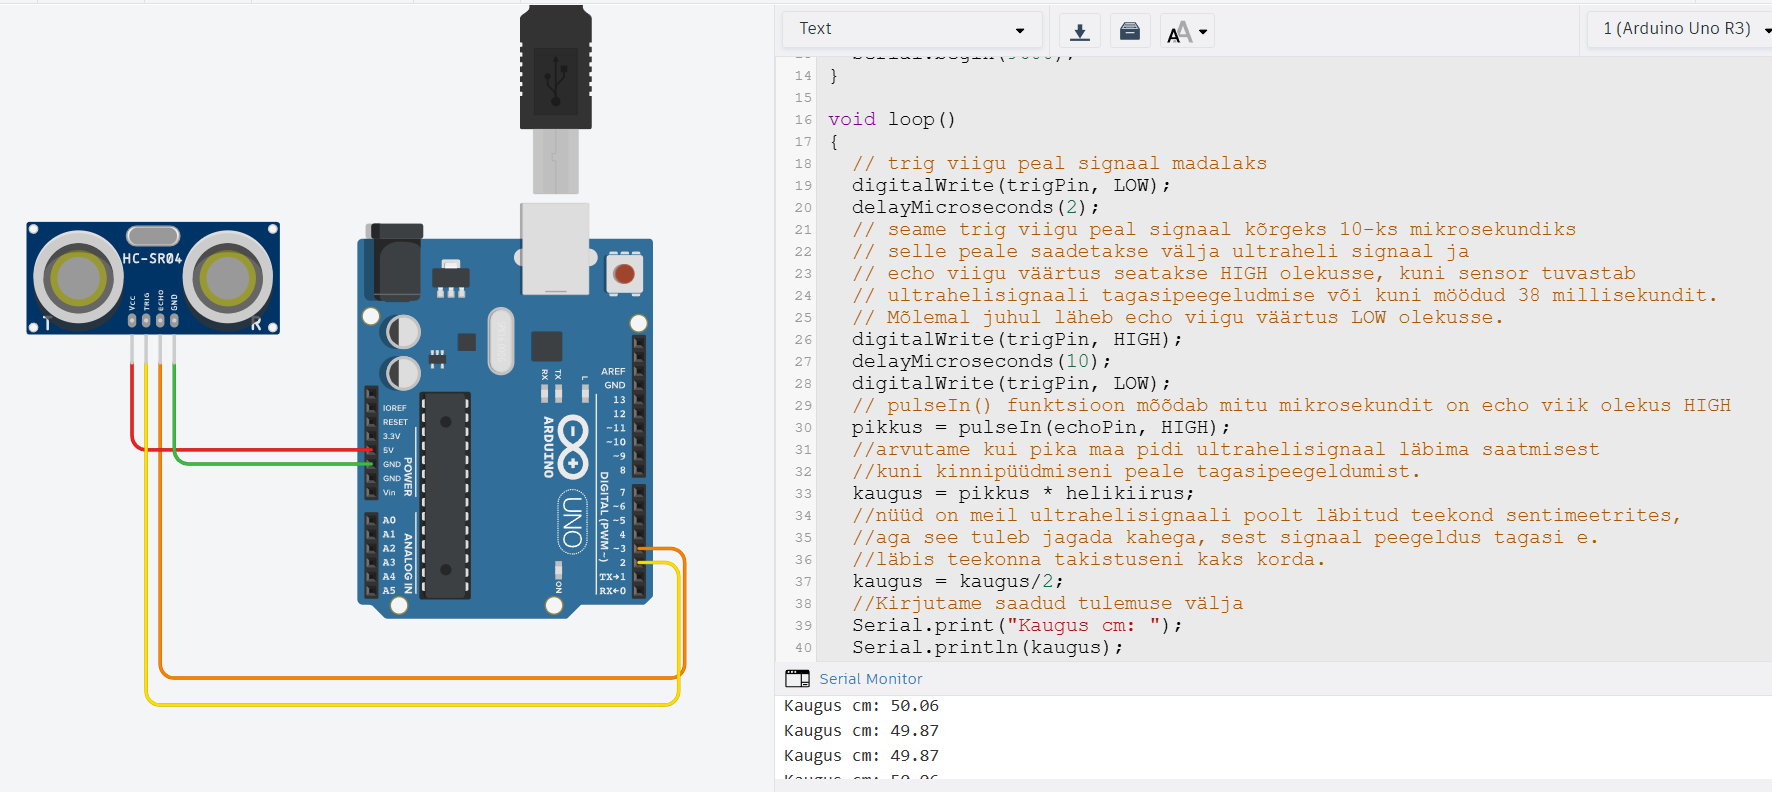 Text
1 (Arduino Uno R3)
14 }
15
16 void loop()
17 {
18 // trig viigu peal signaal madalaks
19 digitalWrite(trigPin, LOW);
20 delayMicroseconds(2);
21 // seame trig viigu peal signaal kõrgeks 10-ks mikrosekundiks
22 // selle peale saadetakse välja ultraheli signaal ja
23 // echo viigu väärtus seatakse HIGH olekusse, kuni sensor tuvastab
24 // ultrahelisignaali tagasipeegeludmise või kuni möödud 38 millisekundit.
25 // Mõlemal juhul läheb echo viigu väärtus LOW olekusse.
26 digitalWrite(trigPin, HIGH);
27 delayMicroseconds(10);
28 digitalWrite(trigPin, LOW);
29 // pulseIn() funktsioon mõõdab mitu mikrosekundit on echo viik olekus HIGH
30 pikkus = pulseIn(echoPin, HIGH);
31 //arvutame kui pika maa pidi ultrahelisignaal läbima saatmisest
32 //kuni kinnipüüdmiseni peale tagasipeegeldumist.
33 kaugus = pikkus * helikiirus;
34 //nüüd on meil ultrahelisignaali poolt läbitud teekond sentimeetrites,
35 //aga see tuleb jagada kahega, sest signaal peegeldus tagasi e.
36 //läbis teekonna takistuseni kaks korda.
37 kaugus = kaugus/2;
38 //Kirjutame saadud tulemuse välja
39 Serial.print("Kaugus cm: ");
40 Serial.println(kaugus);
Serial Monitor
Kaugus cm: 50.06
Kaugus cm: 49.87
Kaugus cm: 49.87
HC-SR04
Vcc
TRIG
ECHO
GND
T
R
IOREF
RESET
3.3V
5V
GND
GND
Vin
POWER
A0
A1
A2
A3
A4
A5
ANALOG IN
RX
TX
L
ARDUINO
UNO
ON
AREF
GND
13
12
~11
~10
~9
8
DIGITAL (PWM~)
7
~6
~5
4
~3
2
TX→1
RX←0